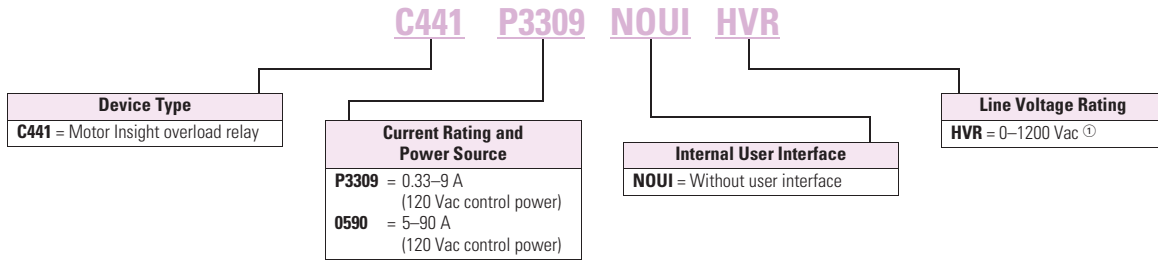 C441 P3309 NOUI HVR
Device Type
C441 = Motor Insight overload relay
Current Rating and
Power Source
P3309 = 0.33–9 A
(120 Vac control power)
0590 = 5–90 A
(120 Vac control power)
Internal User Interface
NOUI = Without user interface
Line Voltage Rating
HVR = 0–1200 Vac ①